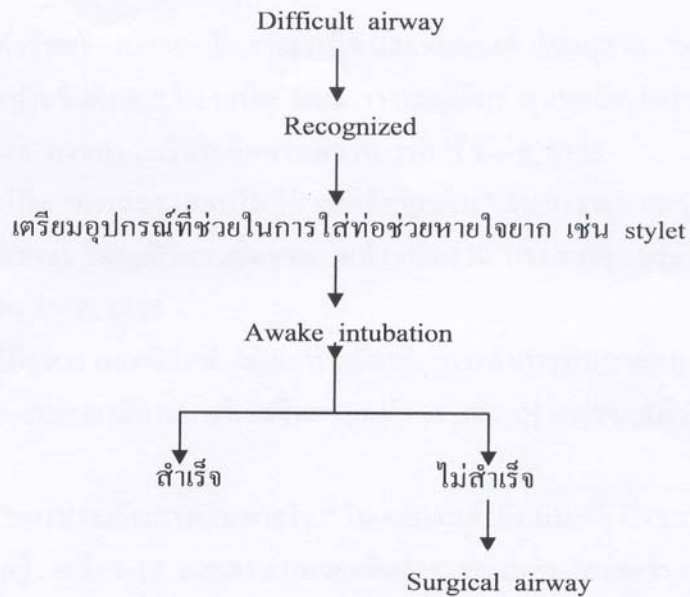 Difficult airway
Recognized
เตรียมอุปกรณ์ที่ช่วยในการใส่ท่อช่วยหายใจยาก เช่น stylet
Awake intubation
สำเร็จ
ไม่สำเร็จ
Surgical airway